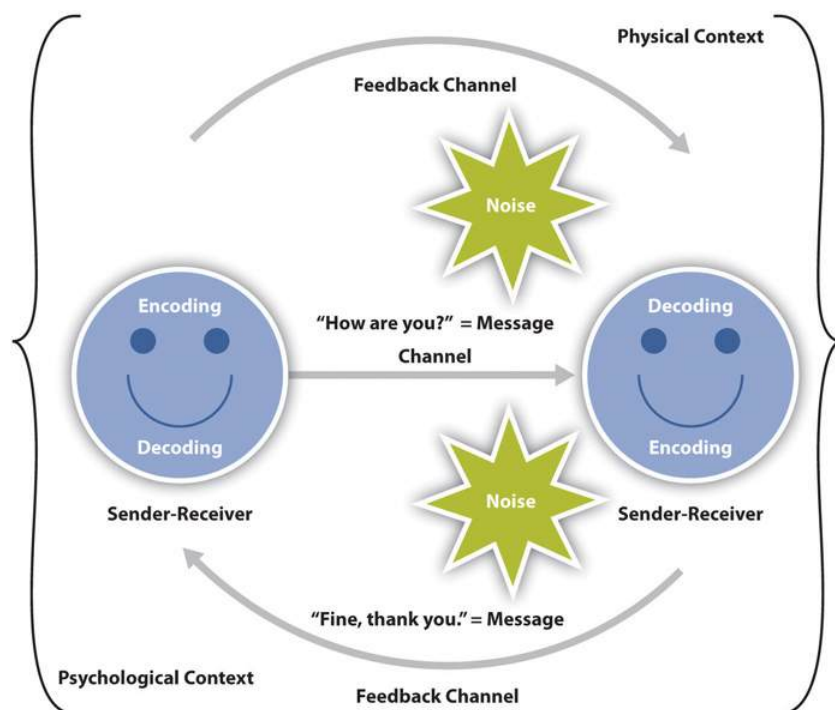 Physical Context
Feedback Channel
Noise
Encoding
Decoding
“How are you?” = Message
Channel
Decoding
Encoding
Noise
Sender-Receiver
Sender-Receiver
“Fine, thank you.” = Message
Psychological Context
Feedback Channel